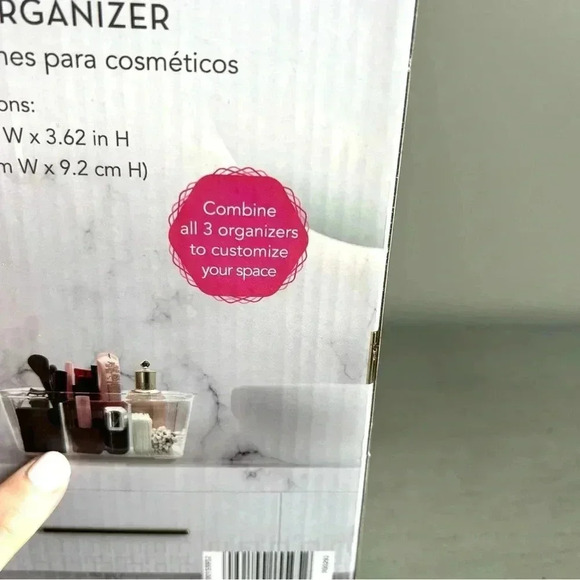 RGANIZER
nes para cosméticos
ons:
W x 3.62 in H
m W x 9.2 cm H)
Combine
all 3 organizers
to customize
your space